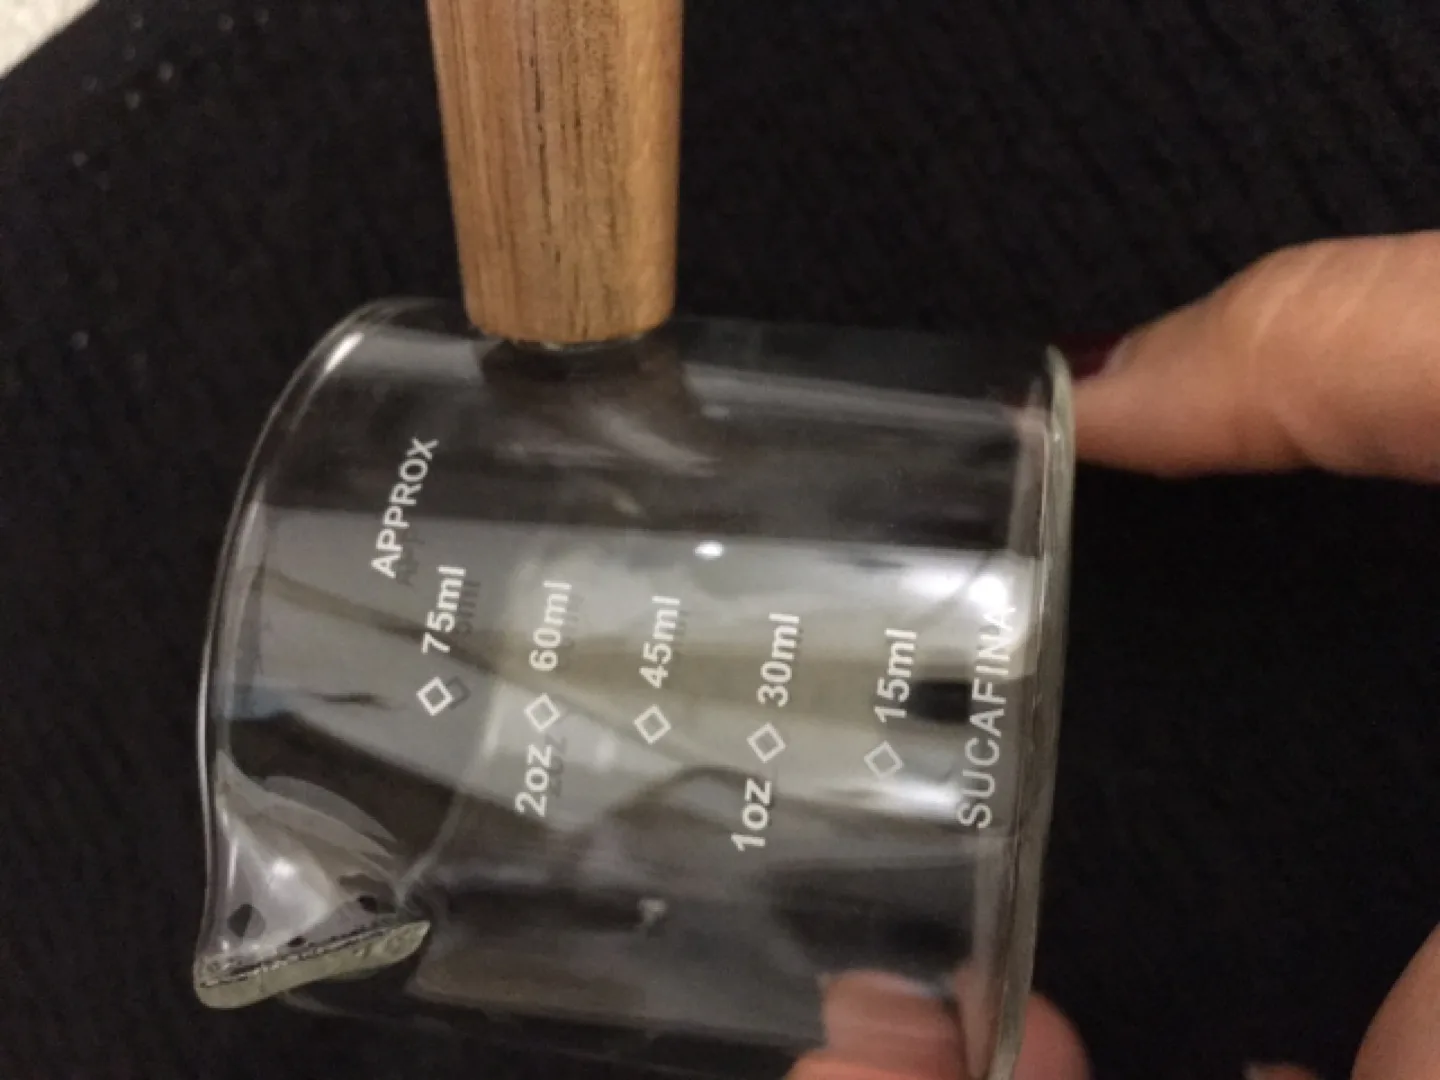 APPROX
◇ 75ml
2oz ◇ 60ml
◇ 45ml
1oz ◇ 30ml
◇ 15ml
SUCAFINA